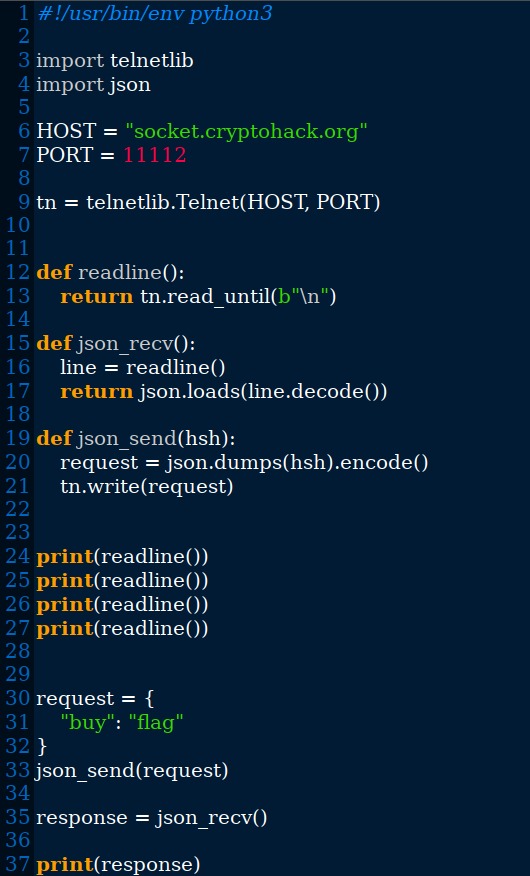 1 #!/usr/bin/env python3
2
3 import telnetlib
4 import json
5
6 HOST = "socket.cryptohack.org"
7 PORT = 11112
8
9 tn = telnetlib.Telnet(HOST, PORT)
10
11
12 def readline():
13     return tn.read_until(b"\n")
14
15 def json_recv():
16     line = readline()
17     return json.loads(line.decode())
18
19 def json_send(hsh):
20     request = json.dumps(hsh).encode()
21     tn.write(request)
22
23
24 print(readline())
25 print(readline())
26 print(readline())
27 print(readline())
28
29
30 request = {
31     "buy": "flag"
32 }
33 json_send(request)
34
35 response = json_recv()
36
37 print(response)